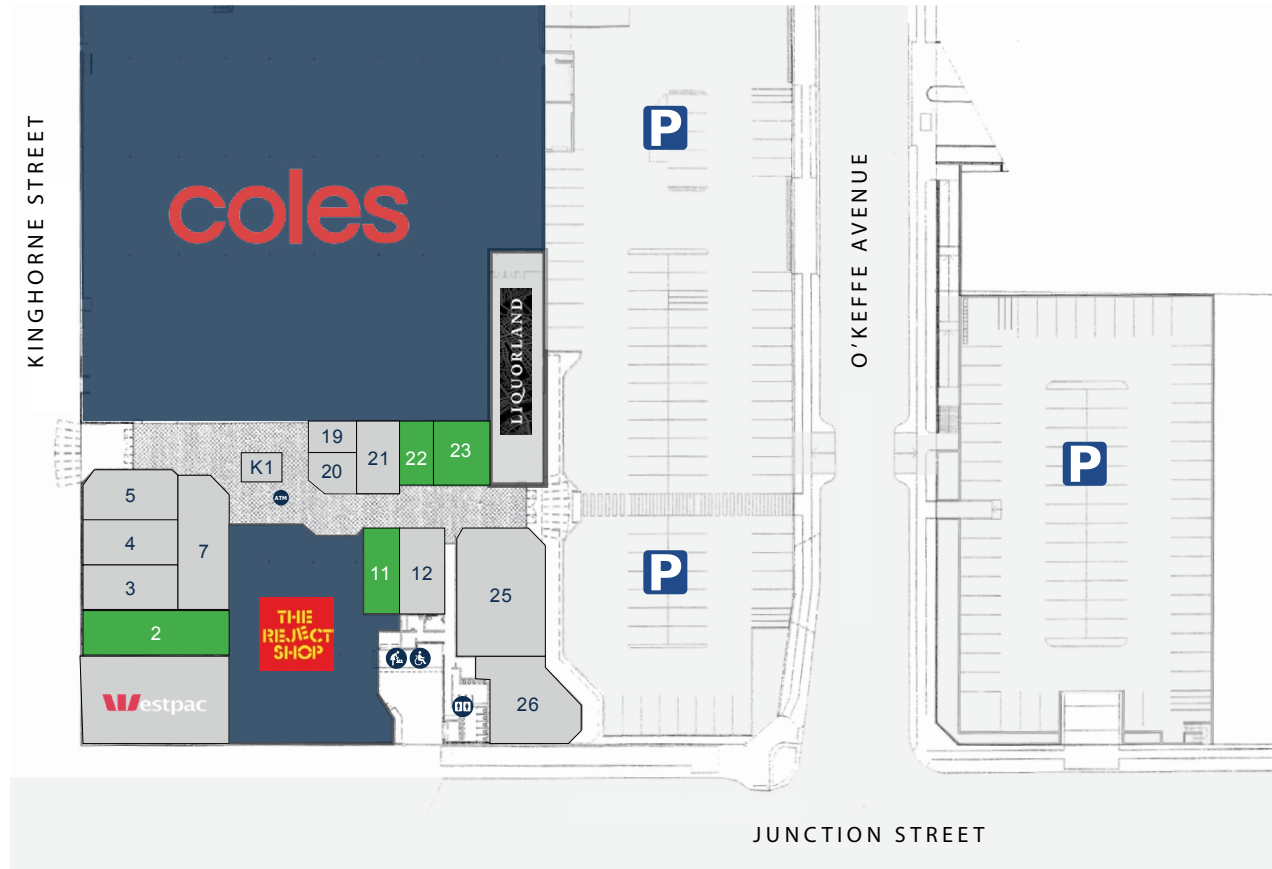 KINGHORNE STREET
coles
LIQUORLAND
O'KEFFE AVENUE
P
P
P
K1
ATM
19
20
21
22
23
5
4
3
7
2
Westpac
THE
REJECT
SHOP
11
12
25
26
JUNCTION STREET